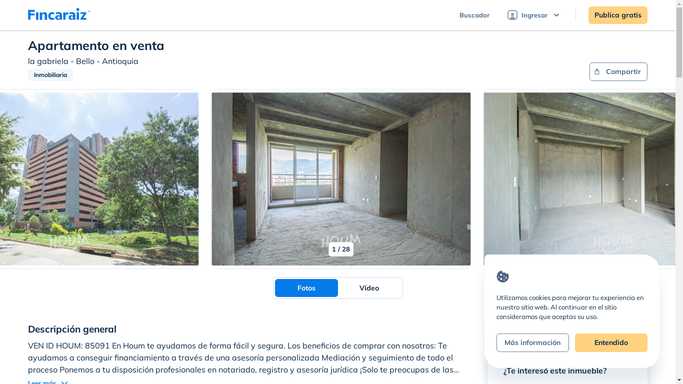 Fincaraiz
Buscador
Ingresar
Publica gratis
Apartamento en venta
la gabriela - Bello - Antioquia
Inmobiliaria
Compartir
HOUM
HOUM
1 / 28
Fotos
Video
Descripción general
VEN ID HOUM: 85091 En Houm te ayudamos de forma fácil y segura. Los beneficios de comprar con nosotros: Te
ayudamos a conseguir financiamiento a través de una asesoría personalizada Mediación y seguimiento de todo el
proceso Ponemos a tu disposición profesionales en notariado, registro y asesoría jurídica ¡Solo te preocupas de las...
Leer más
Utilizamos cookies para mejorar tu experiencia en
nuestro sitio web. Al continuar en el sitio
consideramos que aceptas su uso.
Más información
Entendido
¿Te interesó este inmueble?